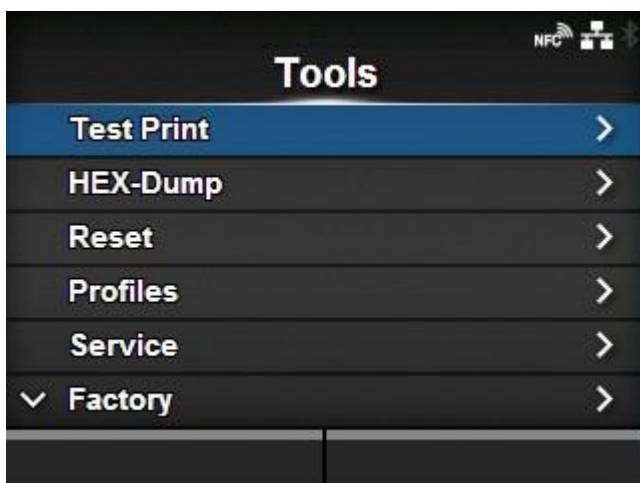 NFC
Tools
Test Print
HEX-Dump
Reset
Profiles
Service
Factory